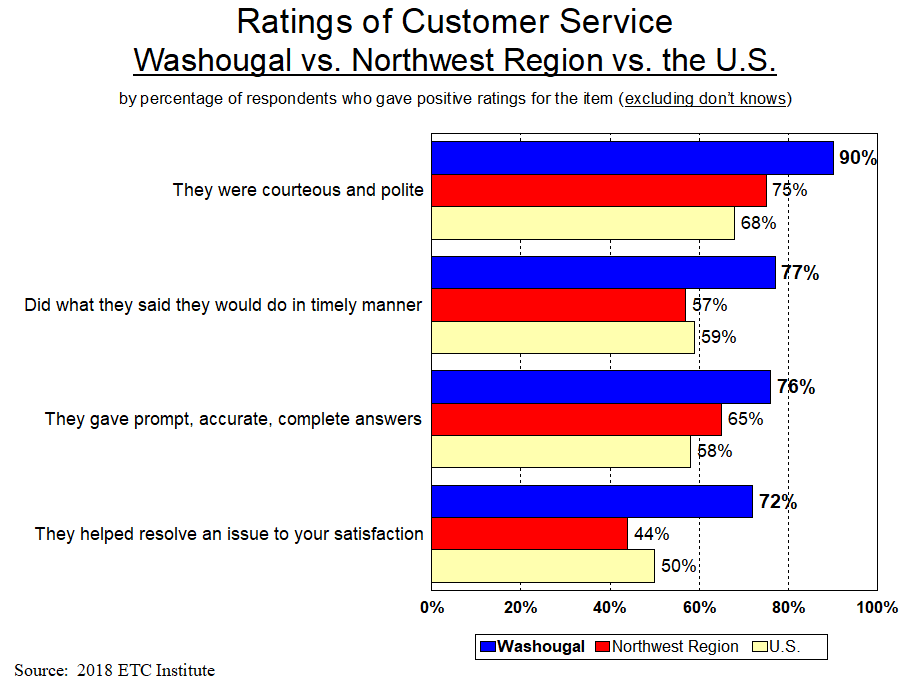 Ratings of Customer Service
Washougal vs. Northwest Region vs. the U.S.
by percentage of respondents who gave positive ratings for the item (excluding don't knows)
90%
They were courteous and polite
75%
68%
77%
Did what they said they would do in timely manner
57%
59%
76%
They gave prompt, accurate, complete answers
65%
58%
72%
They helped resolve an issue to your satisfaction
44%
50%
0% 20% 40% 60% 80% 100%
Washougal Northwest Region U.S.
Source: 2018 ETC Institute